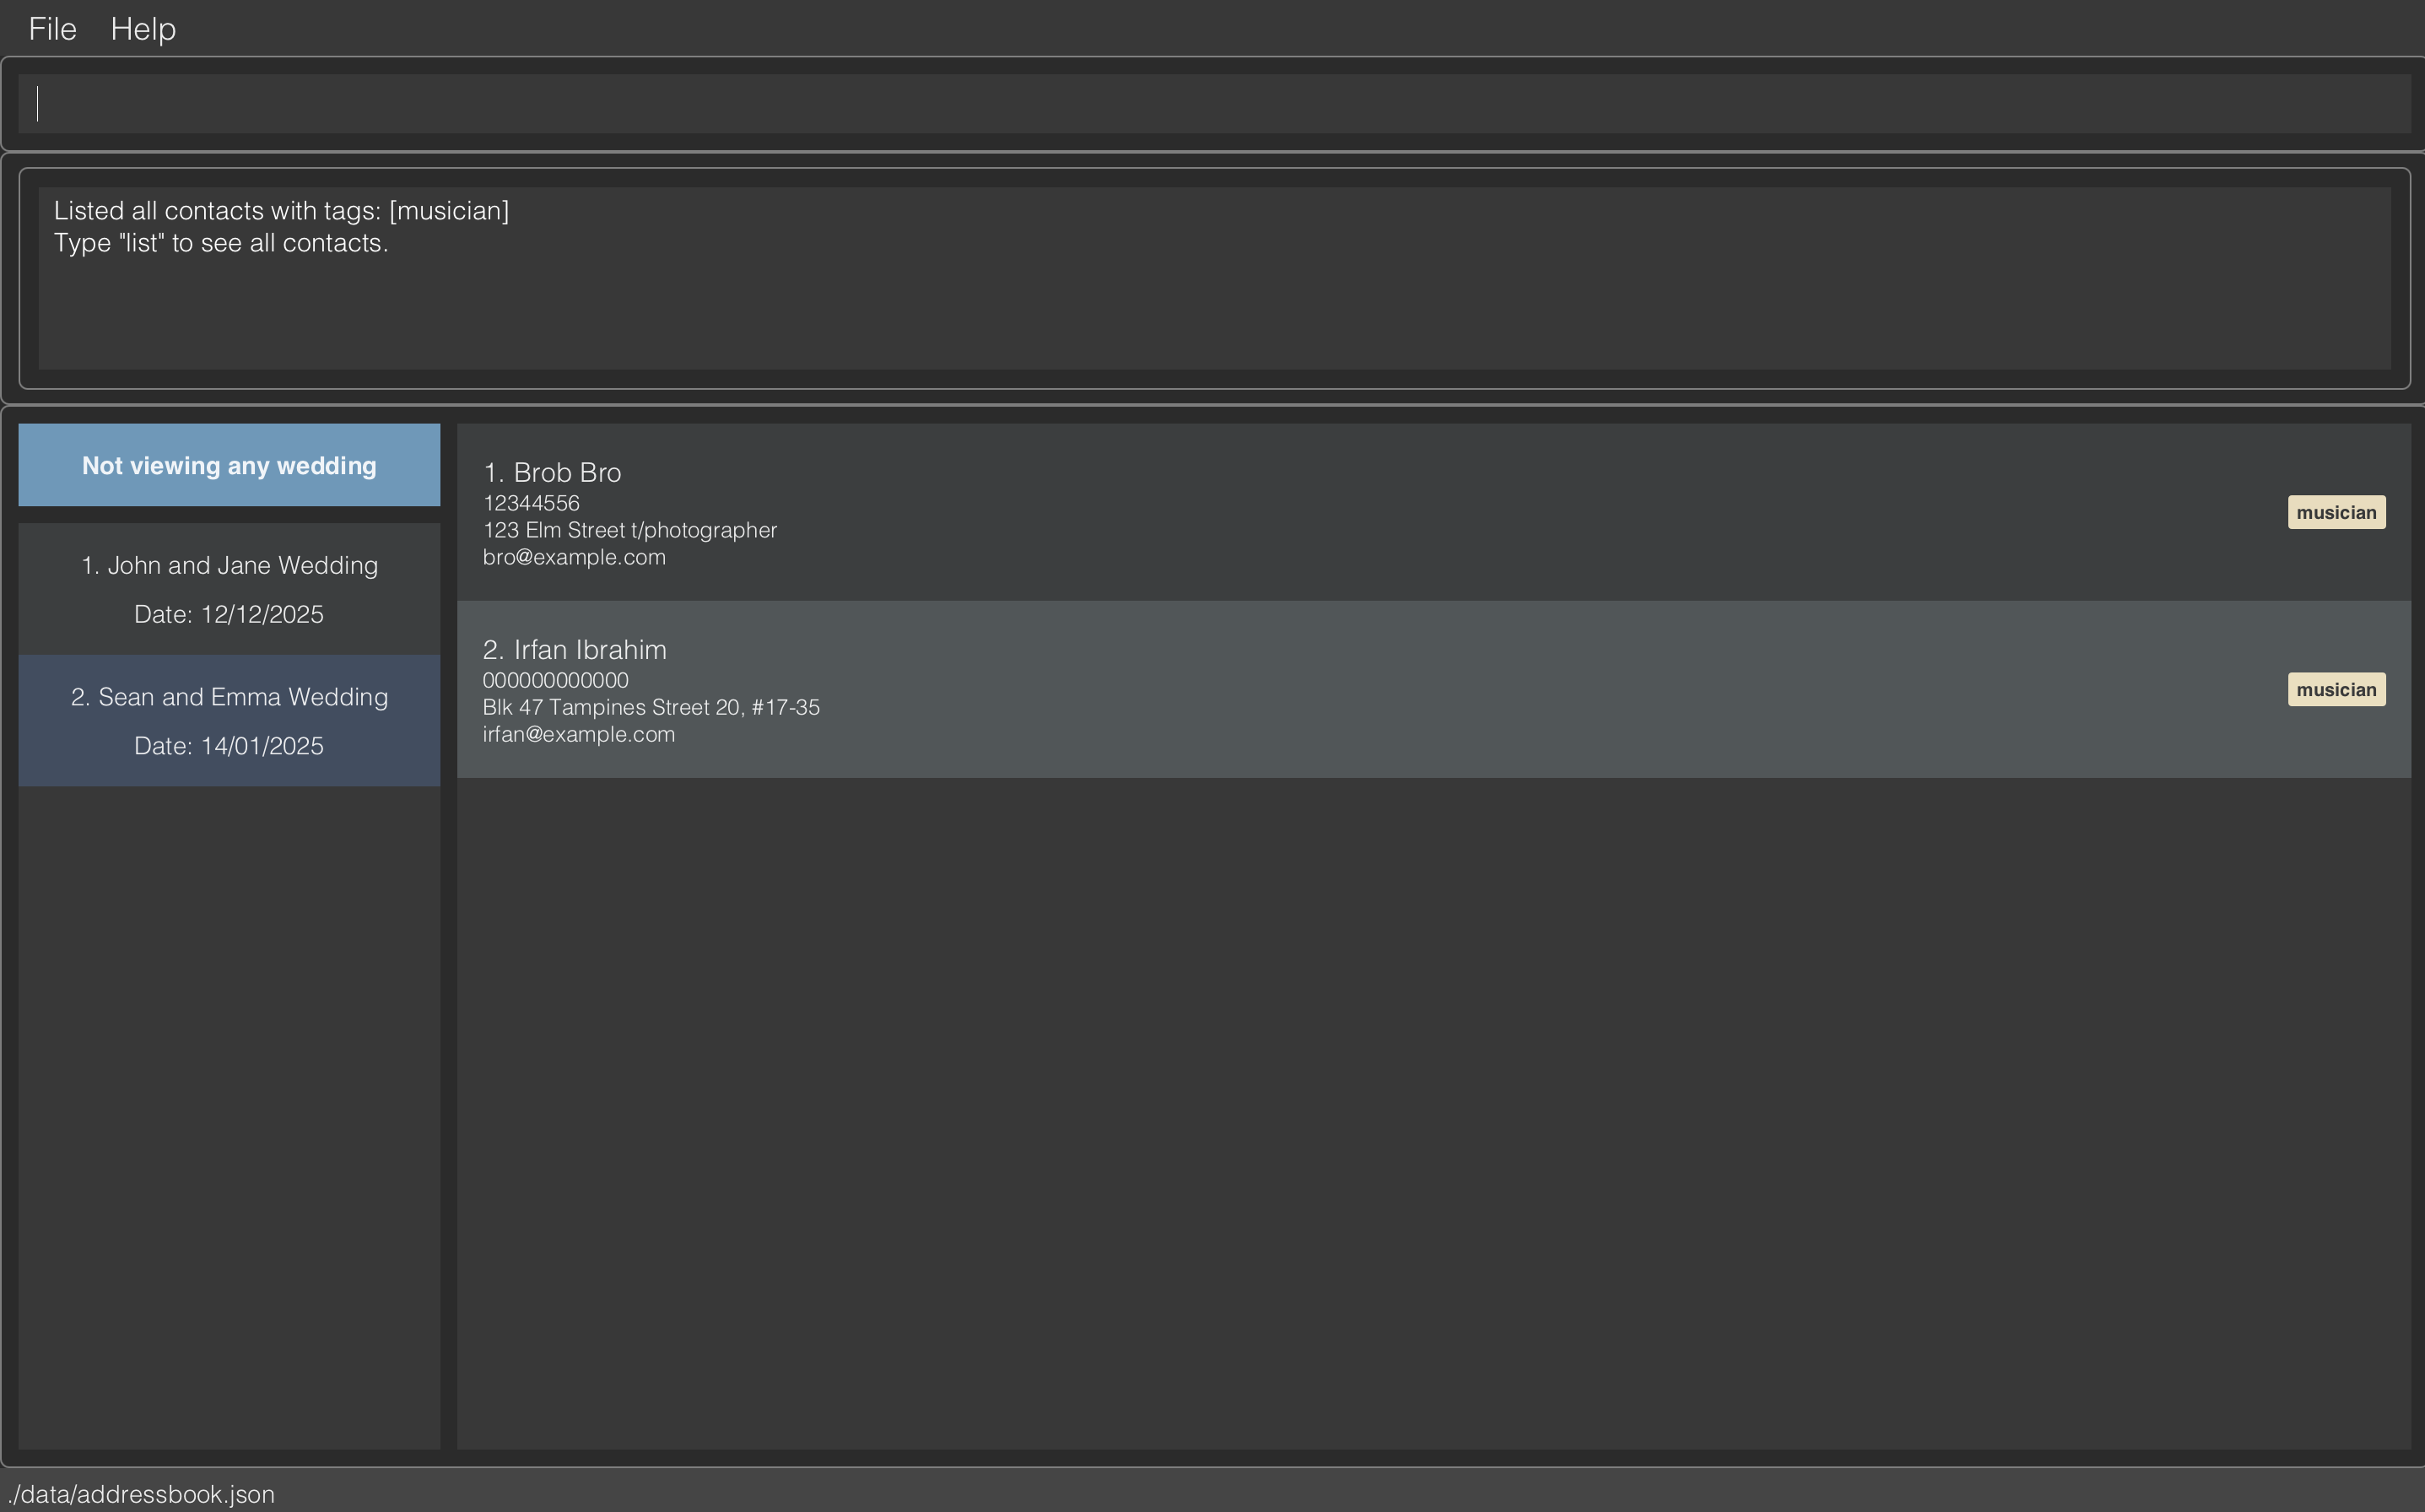 File Help
Listed all contacts with tags: [musician]
Type "list" to see all contacts.
Not viewing any wedding
1. John and Jane Wedding
Date: 12/12/2025
2. Sean and Emma Wedding
Date: 14/01/2025
1. Brob Bro
12344556
123 Elm Street t/photographer
bro@example.com
musician
2. Irfan Ibrahim
000000000000
Blk 47 Tampines Street 20, #17-35
irfan@example.com
musician
./data/addressbook.json